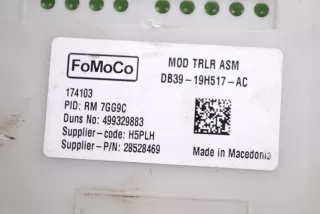 FoMoCo
MOD TRLR ASM
DB39-19H517-AC
174103
PID: RM 7GG9C
Duns No: 499329883
Supplier-code: H5PLH
Supplier-P/N: 28528469
Made in Macedonia